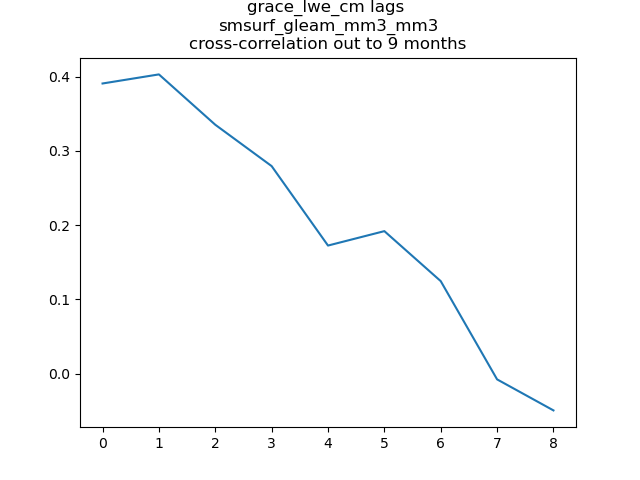 grace_lwe_cm lags
smsurf_gleam_mm3_mm3
cross-correlation out to 9 months
0.4
0.3
0.2
0.1
0.0
0 1 2 3 4 5 6 7 8